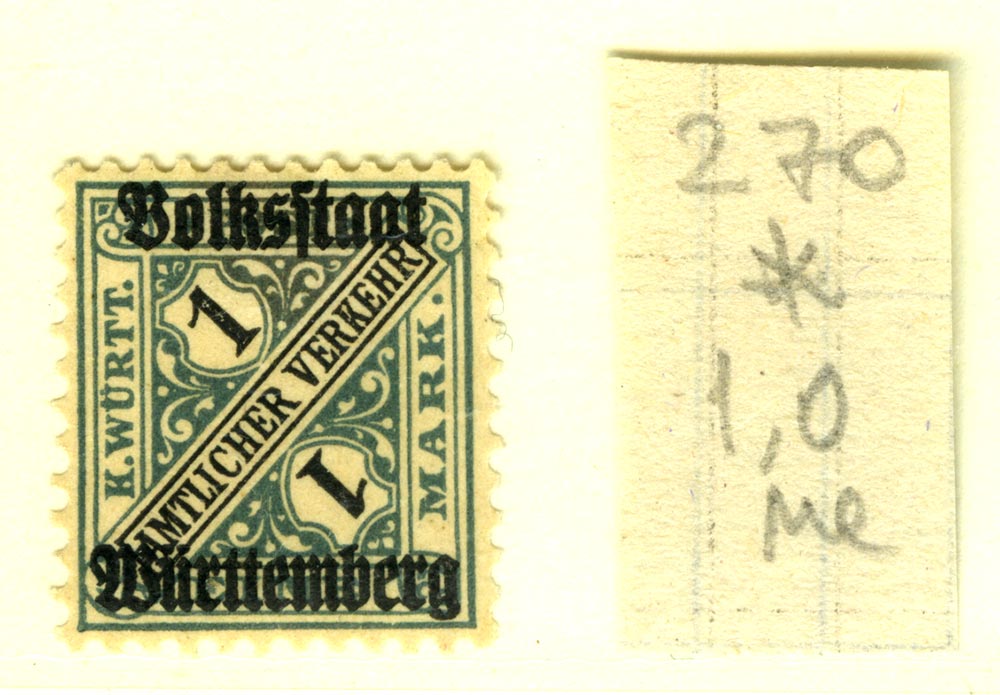 Volksstaat
K. WÜRTT.
1
AMTLICHER VERKEHR
1
MARK.
Württemberg
270
*
1,0
Me